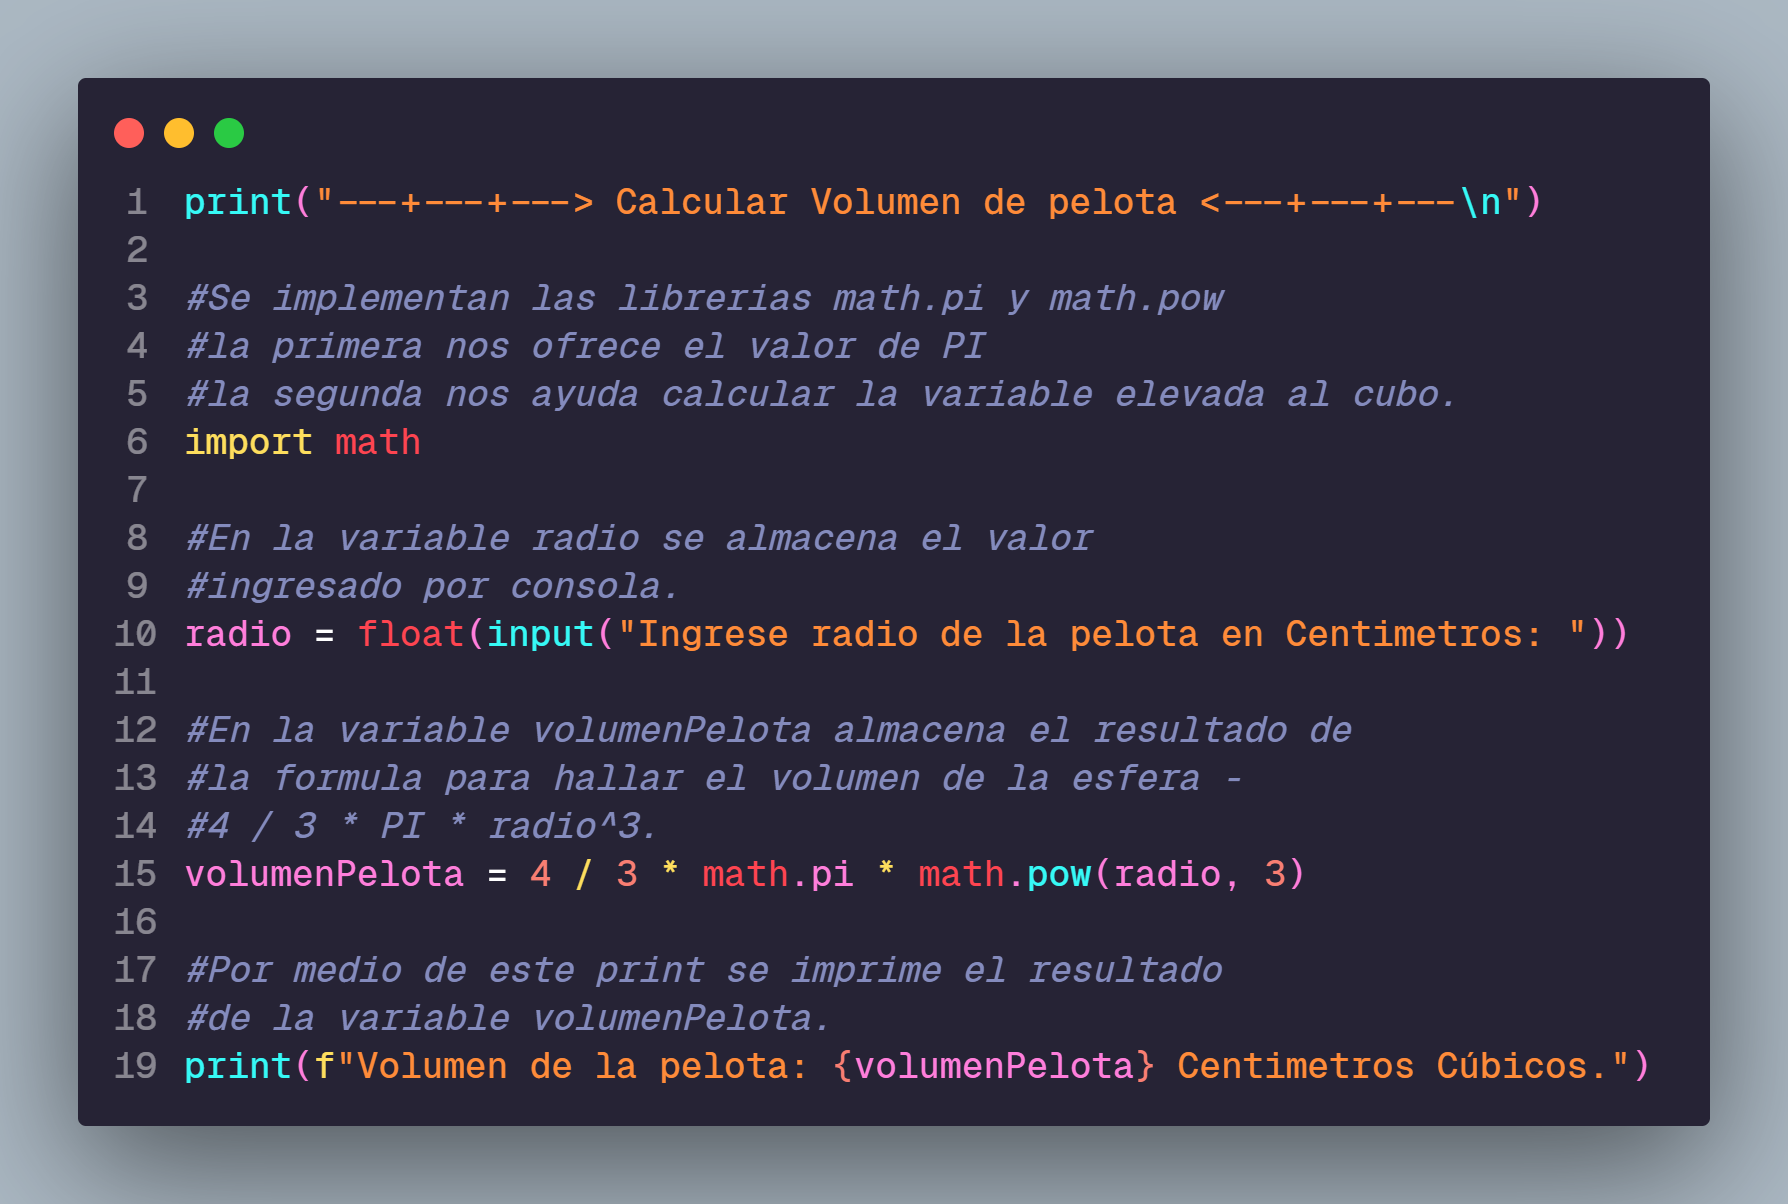 1 print("---+---+---> Calcular Volumen de pelota <---+---+---\n")
2
3 #Se implementan las librerias math.pi y math.pow
4 #la primera nos ofrece el valor de PI
5 #la segunda nos ayuda calcular la variable elevada al cubo.
6 import math
7
8 #En la variable radio se almacena el valor
9 #ingresado por consola.
10 radio = float(input("Ingrese radio de la pelota en Centimetros: "))
11
12 #En la variable volumenPelota almacena el resultado de
13 #la formula para hallar el volumen de la esfera -
14 #4 / 3 * PI * radio^3.
15 volumenPelota = 4 / 3 * math.pi * math.pow(radio, 3)
16
17 #Por medio de este print se imprime el resultado
18 #de la variable volumenPelota.
19 print(f"Volumen de la pelota: {volumenPelota} Centimetros Cúbicos.")